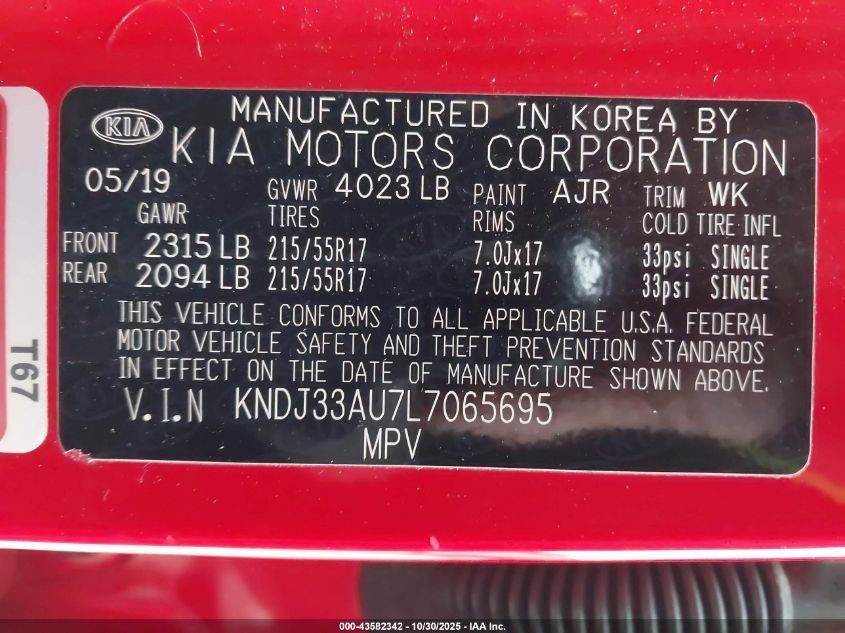 MANUFACTURED IN KOREA BY
KIA KIA MOTORS CORPORATION
05/19 GVWR 4023 LB PAINT AJR TRIM WK
GAWR TIRES RIMS COLD TIRE INFL
FRONT 2315 LB 215/55R17 7.0Jx17 33psi SINGLE
REAR 2094 LB 215/55R17 7.0Jx17 33psi SINGLE
THIS VEHICLE CONFORMS TO ALL APPLICABLE U.S.A. FEDERAL
MOTOR VEHICLE SAFETY AND THEFT PREVENTION STANDARDS
IN EFFECT ON THE DATE OF MANUFACTURE SHOWN ABOVE.
V.I.N KNDJ33AU7L7065695
MPV
T67
000-43582342 - 10/30/2025 - IAA Inc.